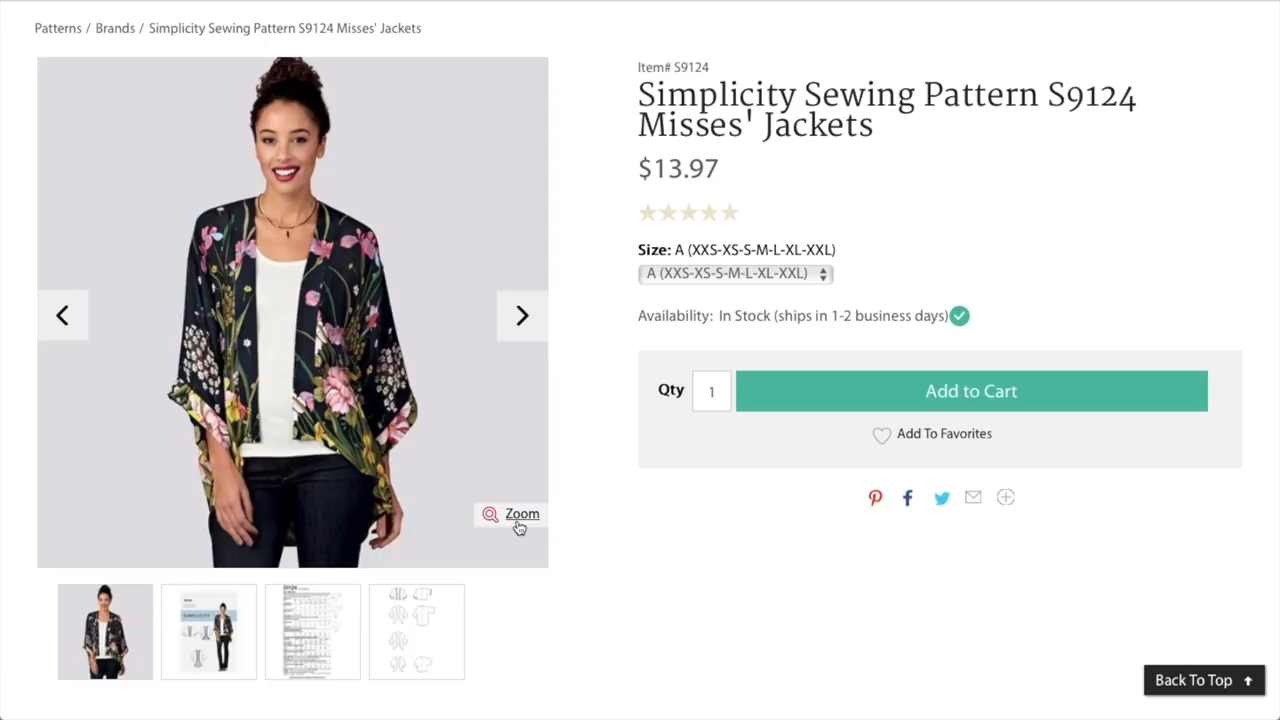 Patterns / Brands / Simplicity Sewing Pattern S9124 Misses' Jackets
Item# S9124
Simplicity Sewing Pattern S9124
Misses' Jackets
$13.97
Size: A (XXS-XS-S-M-L-XL-XXL)
A (XXS-XS-S-M-L-XL-XXL)
Availability: In Stock (ships in 1-2 business days)
Qty 1 Add to Cart
Add To Favorites
Zoom
SIMPLICITY
Back To Top